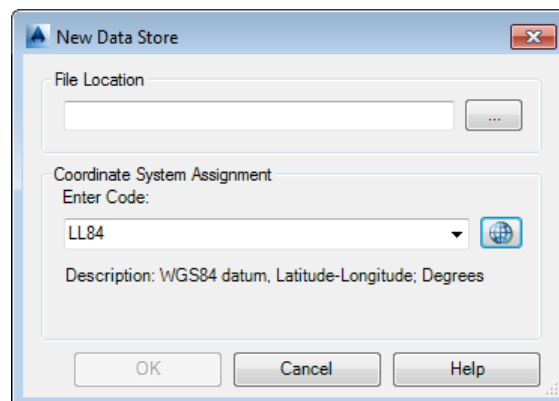 New Data Store
File Location
...
Coordinate System Assignment
Enter Code:
LL84
Description: WGS84 datum, Latitude-Longitude; Degrees
OK Cancel Help